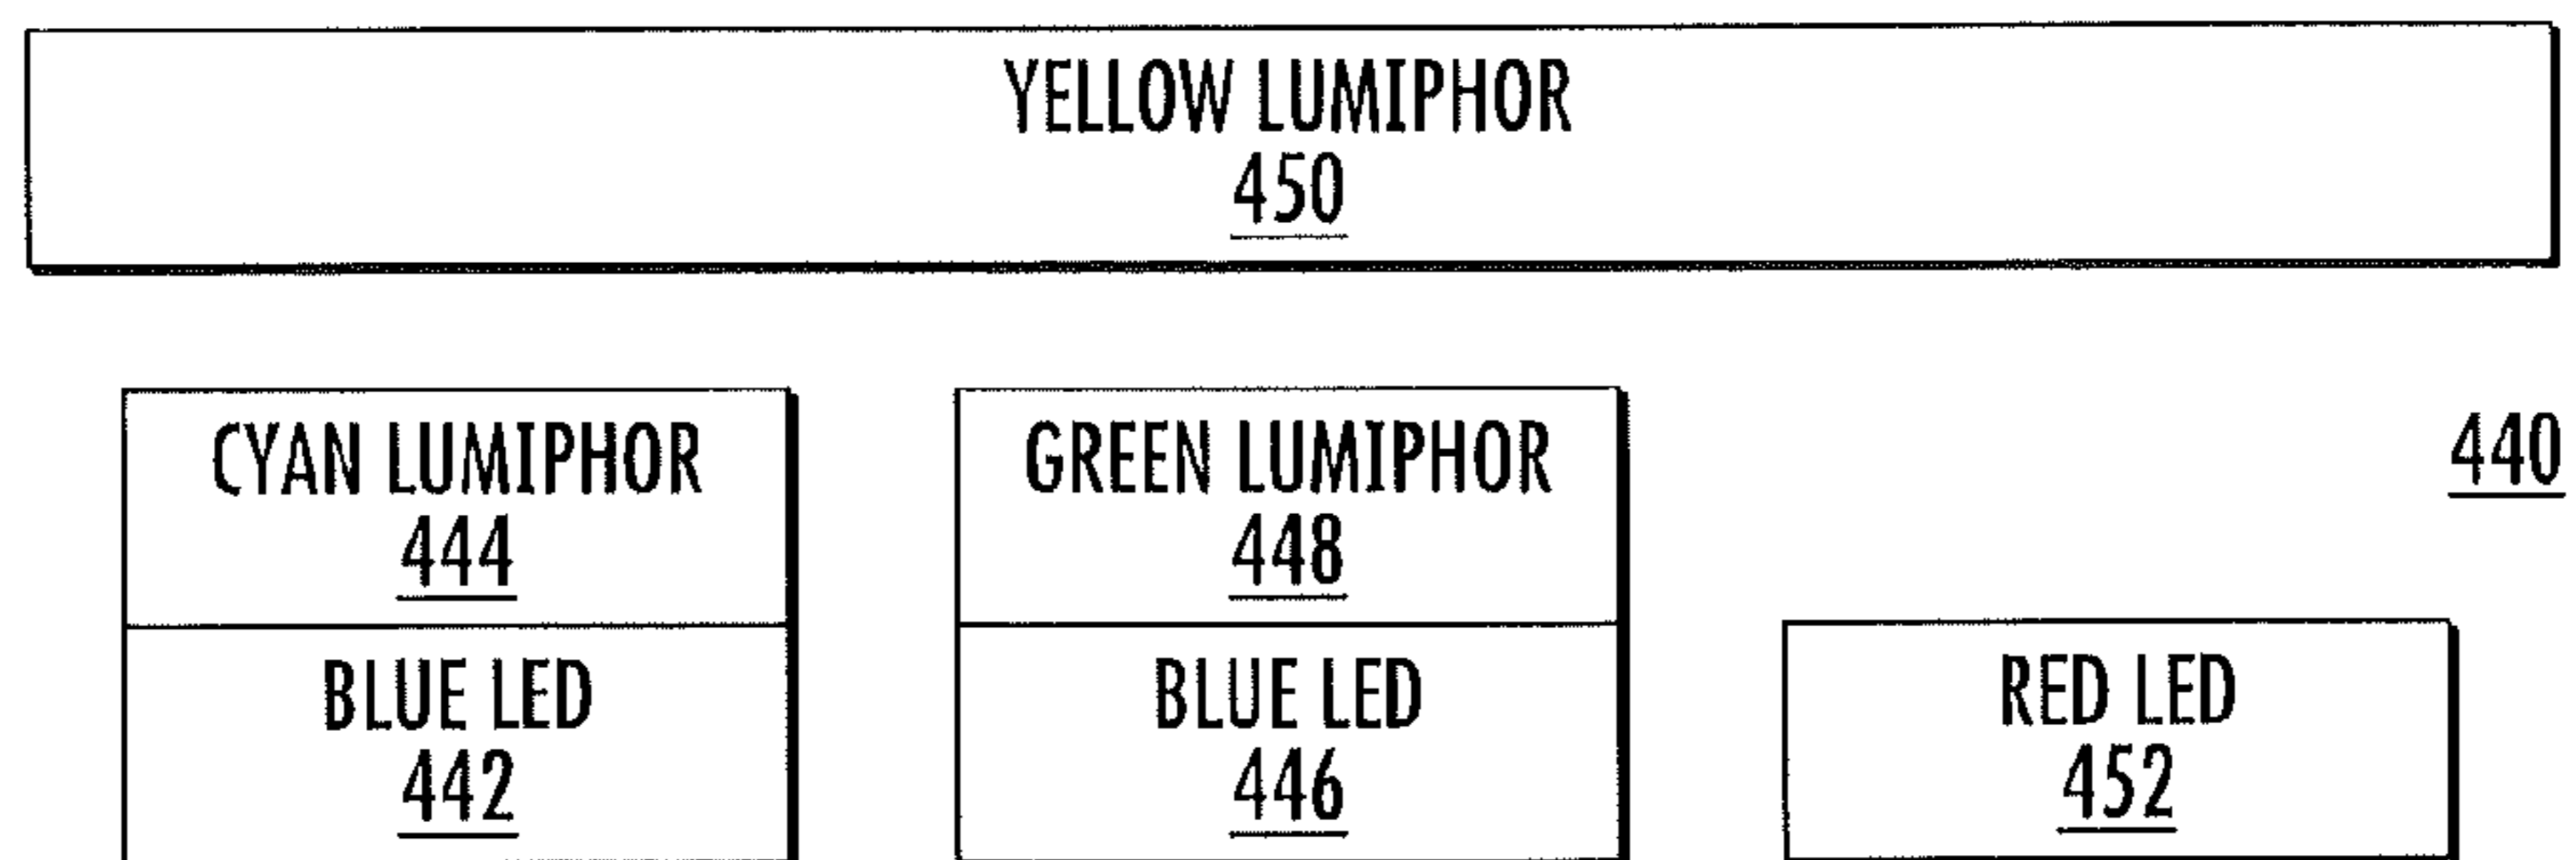 YELLOW LUMIPHOR
450
CYAN LUMIPHOR
444
GREEN LUMIPHOR
448
440
BLUE LED
442
BLUE LED
446
RED LED
452